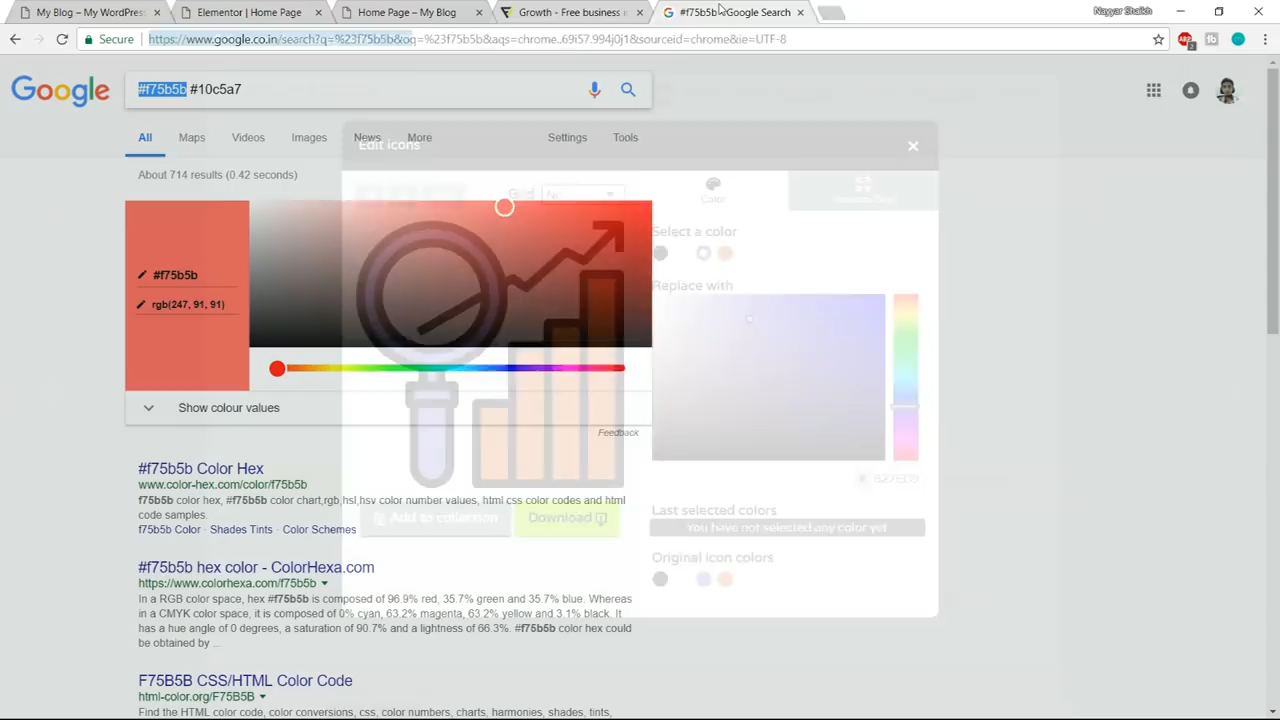 My Blog – My WordPress
Elementor | Home Page
Home Page – My Blog
Growth - Free business i
#f75b5b - Google Search
Nayyar Shaikh
Secure
https://www.google.co.in/search?q=%23f75b5b&oq=%23f75b5b&aqs=chrome..69i57.994j0j1&sourceid=chrome&ie=UTF-8
Google
#f75b5b #10c5a7
All
Maps
Videos
Images
News
More
Settings
Tools
Edit icons
About 714 results (0.42 seconds)
Color
Select a color
#f75b5b
rgb(247, 91, 91)
Replace with
Show colour values
Feedback
#f75b5b Color Hex
www.color-hex.com/color/f75b5b
f75b5b color hex, #f75b5b color chart,rgb,hsl,hsv color number values, html css color codes and html
code samples.
f75b5b Color · Shades Tints · Color Schemes
Add to collection
Download
Last selected colors
You have not selected any color yet
Original icon colors
#f75b5b hex color - ColorHexa.com
https://www.colorhexa.com/f75b5b
In a RGB color space, hex #f75b5b is composed of 96.9% red, 35.7% green and 35.7% blue. Whereas
in a CMYK color space, it is composed of 0% cyan, 63.2% magenta, 63.2% yellow and 3.1% black. It
has a hue angle of 0 degrees, a saturation of 90.7% and a lightness of 66.3%. #f75b5b color hex could
be obtained by ...
F75B5B CSS/HTML Color Code
html-color.org/F75B5B
Find the HTML color code, color conversions, css, color numbers, charts, harmonies, shades, tints,